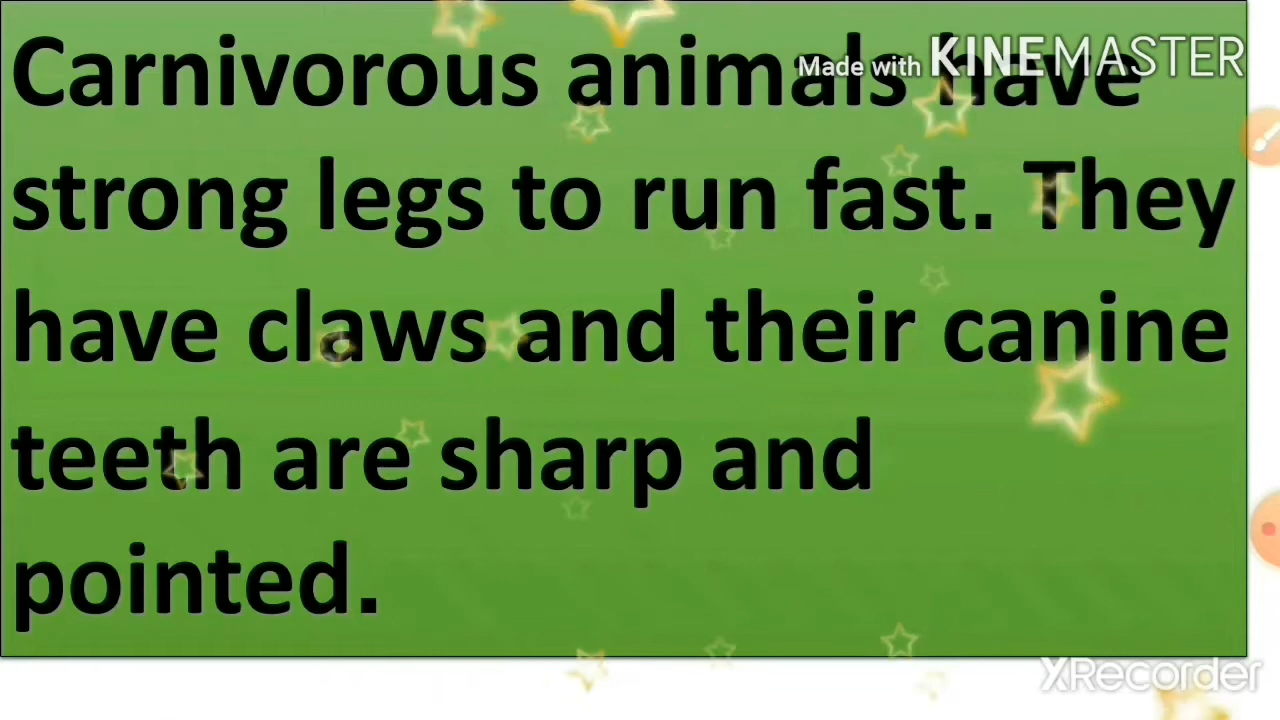 Carnivorous animals have
Made with KINEMASTER
strong legs to run fast. They
have claws and their canine
teeth are sharp and
pointed.
XRecorder